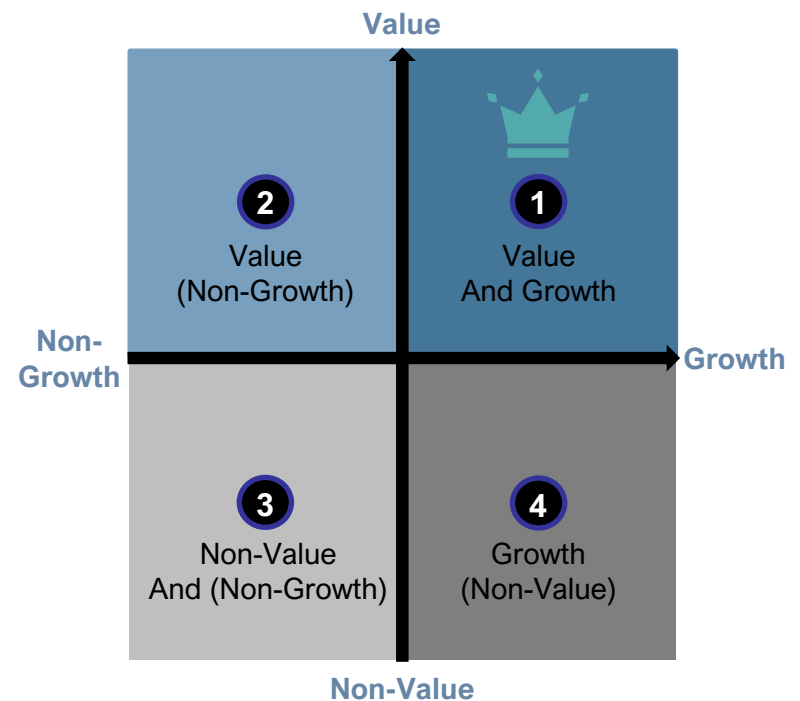 Value
2
Value
(Non-Growth)
1
Value
And Growth
Non-
Growth
Growth
3
Non-Value
And (Non-Growth)
4
Growth
(Non-Value)
Non-Value